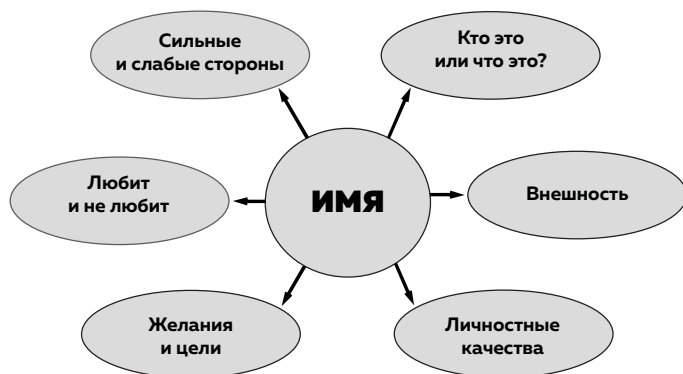 Сильные
и слабые стороны
Кто это
или что это?
Любит
и не любит
ИМЯ
Внешность
Желания
и цели
Личностные
качества